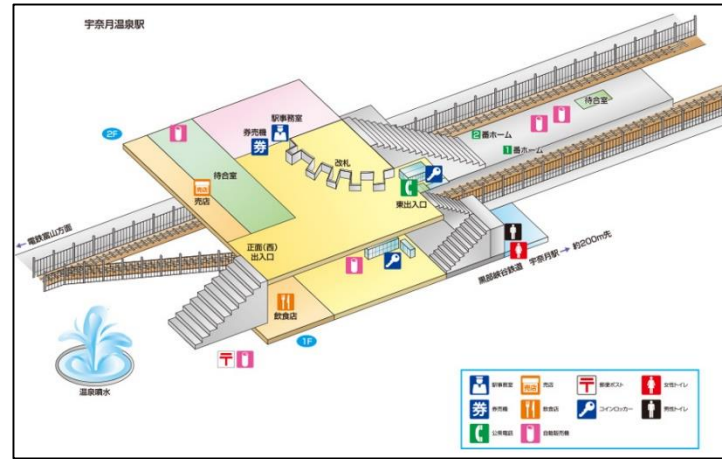 宇奈月温泉駅
2F
駅事務室
券売機
券
改札
待合室
2番ホーム
1番ホーム
待合室
売店
売店
東出入口
正面(西)
出入口
←電鉄富山方面
黒部峡谷鉄道 宇奈月駅→約200m先
飲食店
1F
〒
温泉噴水
駅事務室
売店
売店
〒
郵便ポスト
女性トイレ
券
券売機
飲食店
コインロッカー
男性トイレ
公衆電話
自動販売機